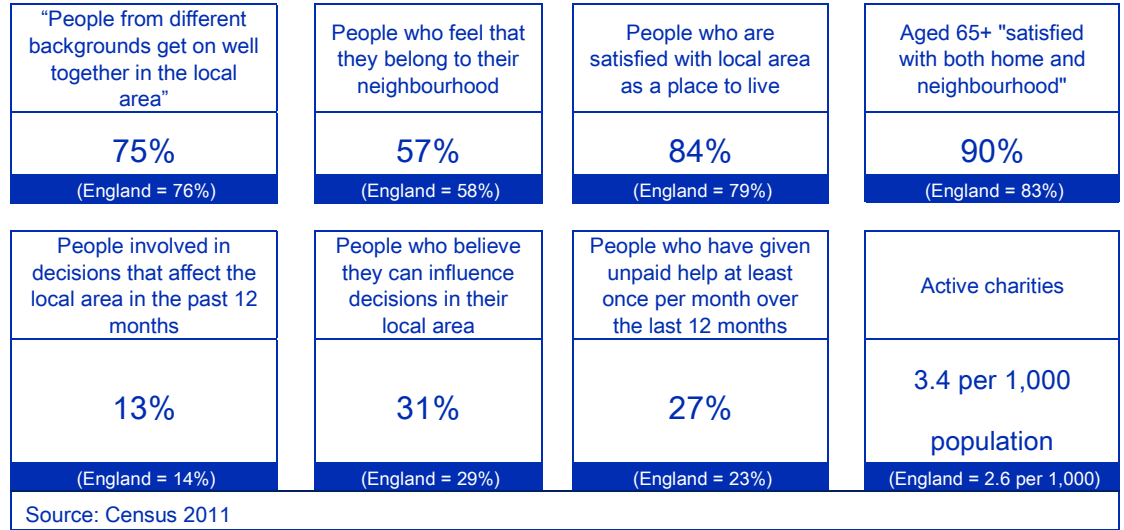 “People from different
backgrounds get on well
together in the local
area”
75%
(England = 76%)
People who feel that
they belong to their
neighbourhood
57%
(England = 58%)
People who are
satisfied with local area
as a place to live
84%
(England = 79%)
Aged 65+ "satisfied
with both home and
neighbourhood"
90%
(England = 83%)
People involved in
decisions that affect the
local area in the past 12
months
13%
(England = 14%)
People who believe
they can influence
decisions in their
local area
31%
(England = 29%)
People who have given
unpaid help at least
once per month over
the last 12 months
27%
(England = 23%)
Active charities
3.4 per 1,000
population
(England = 2.6 per 1,000)
Source: Census 2011